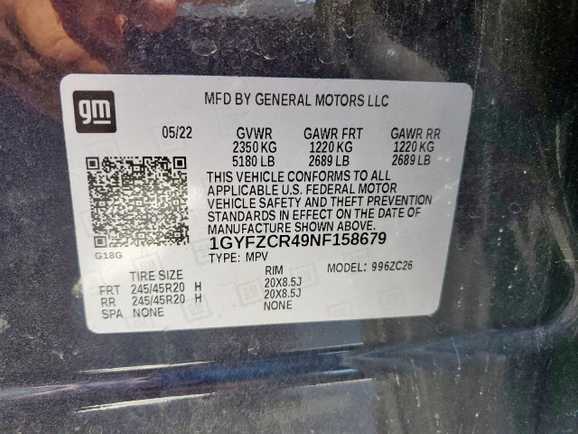 gm
MFD BY GENERAL MOTORS LLC
05/22 GVWR GAWR FRT GAWR RR
2350 KG 1220 KG 1220 KG
5180 LB 2689 LB 2689 LB
THIS VEHICLE CONFORMS TO ALL
APPLICABLE U.S. FEDERAL MOTOR
VEHICLE SAFETY AND THEFT PREVENTION
STANDARDS IN EFFECT ON THE DATE OF
MANUFACTURE SHOWN ABOVE.
1GYFZCR49NF158679
G18G
TYPE: MPV MODEL: 996ZC26
TIRE SIZE RIM
FRT 245/45R20 H 20X8.5J
RR 245/45R20 H 20X8.5J
SPA NONE NONE